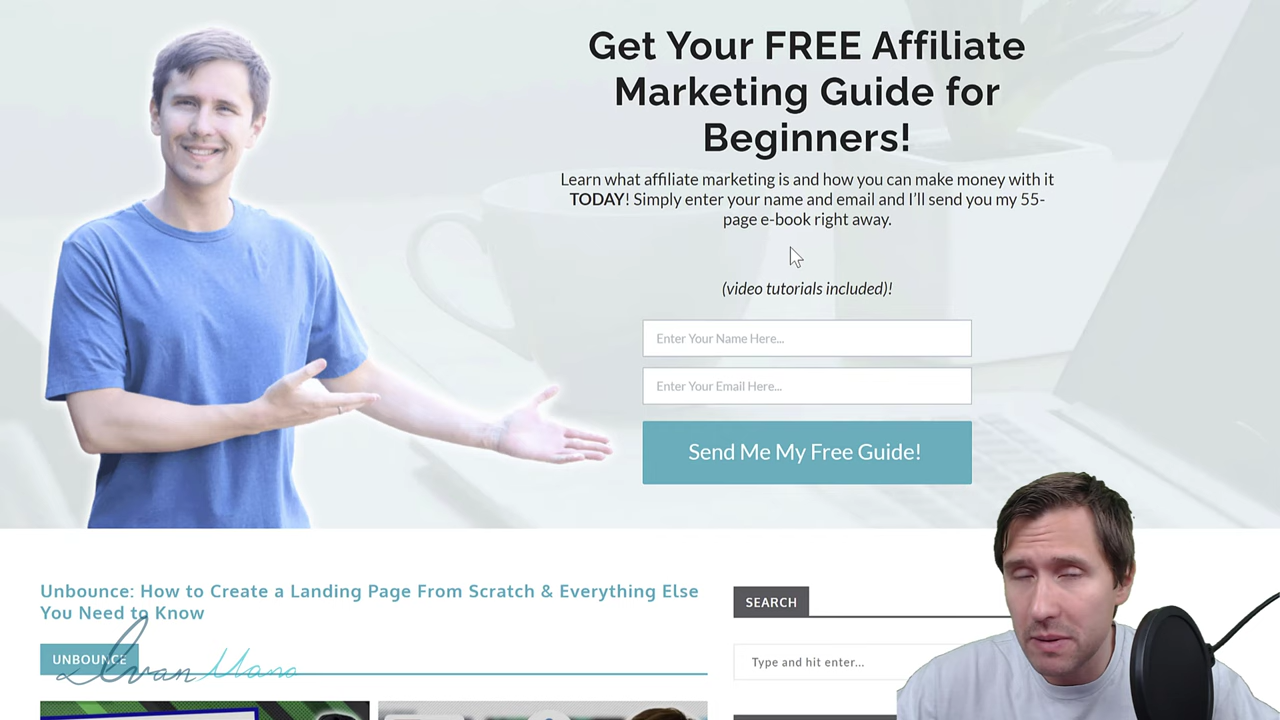 Get Your FREE Affiliate
Marketing Guide for
Beginners!
Learn what affiliate marketing is and how you can make money with it
TODAY! Simply enter your name and email and I'll send you my 55-
page e-book right away.
(video tutorials included)!
Enter Your Name Here...
Enter Your Email Here...
Send Me My Free Guide!
Unbounce: How to Create a Landing Page From Scratch & Everything Else
You Need to Know
UNBOUNCE
Ivan Mana
SEARCH
Type and hit enter...